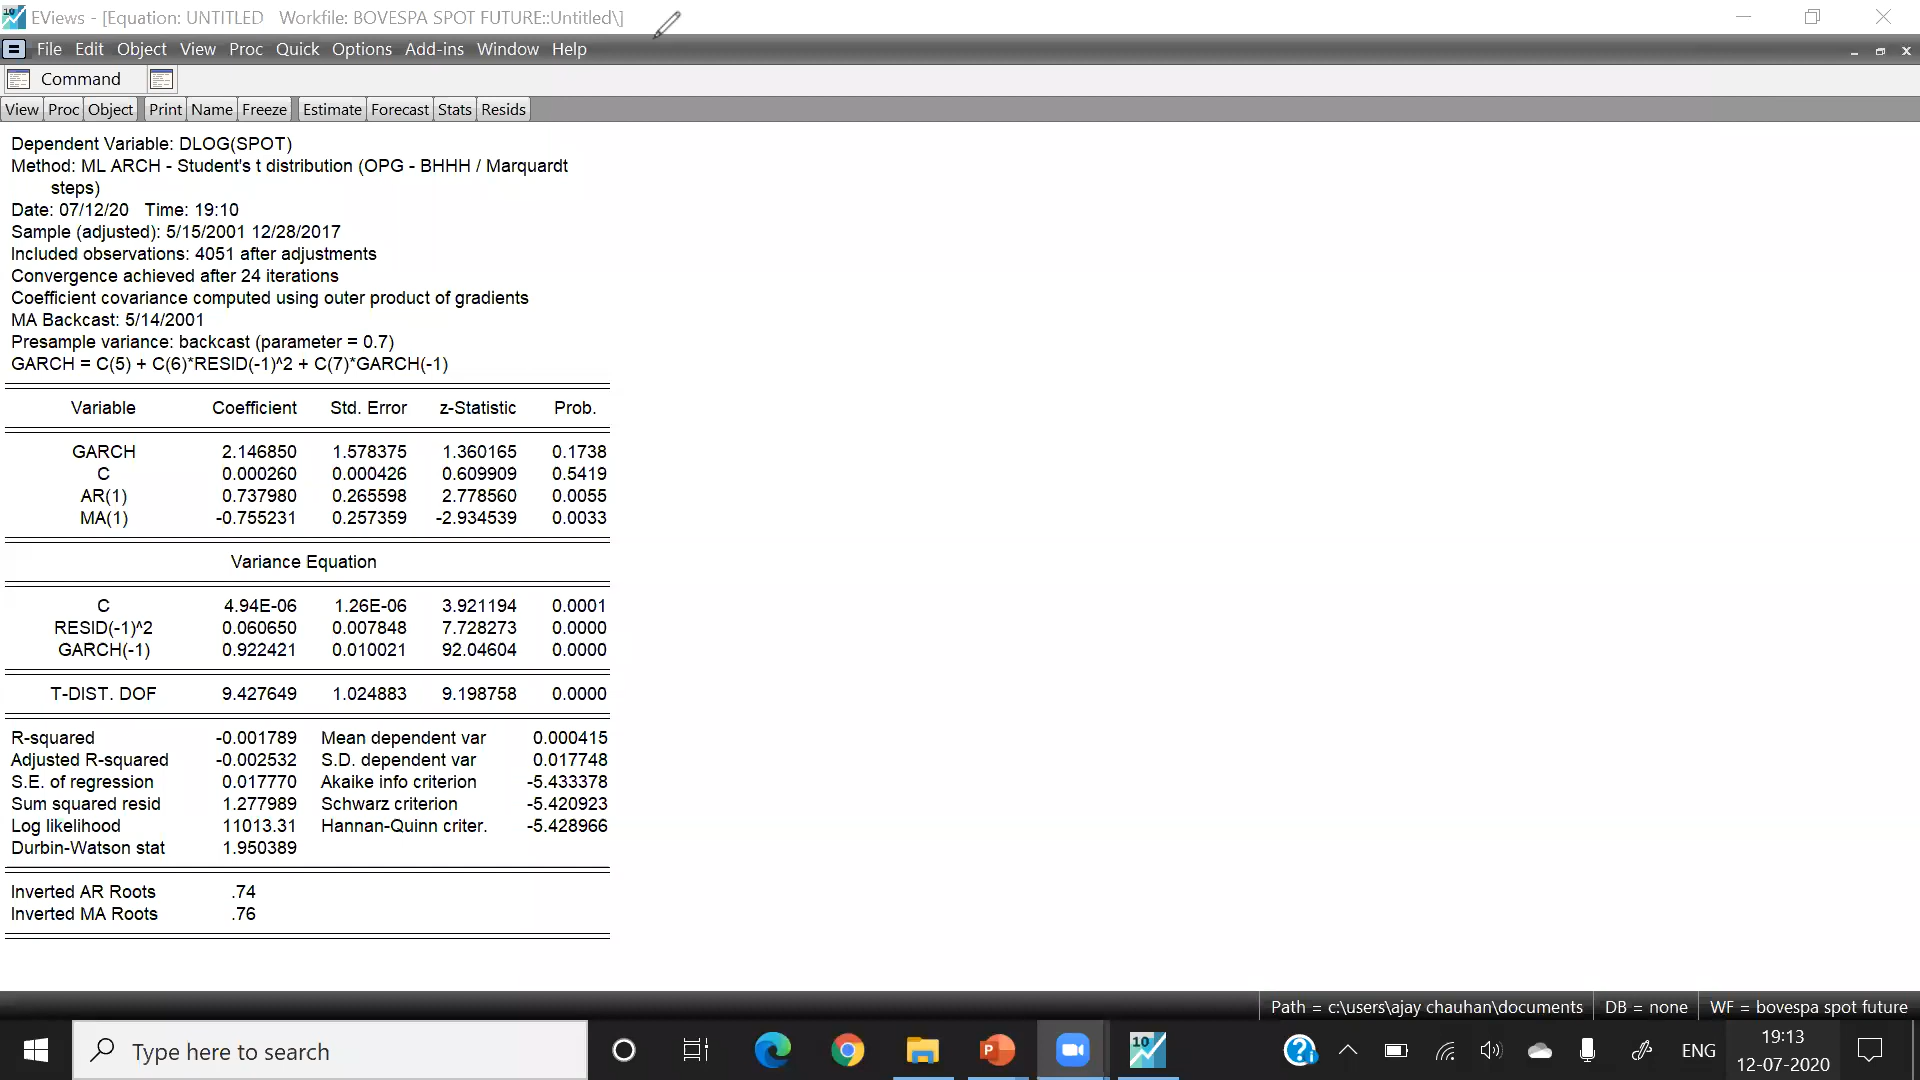 EViews - [Equation: UNTITLED   Workfile: BOVESPA SPOT FUTURE::Untitled\]
File Edit Object View Proc Quick Options Add-ins Window Help
Command
View Proc Object Print Name Freeze Estimate Forecast Stats Resids
Dependent Variable: DLOG(SPOT)
Method: ML ARCH - Student's t distribution (OPG - BHHH / Marquardt
steps)
Date: 07/12/20   Time: 19:10
Sample (adjusted): 5/15/2001 12/28/2017
Included observations: 4051 after adjustments
Convergence achieved after 24 iterations
Coefficient covariance computed using outer product of gradients
MA Backcast: 5/14/2001
Presample variance: backcast (parameter = 0.7)
GARCH = C(5) + C(6)*RESID(-1)^2 + C(7)*GARCH(-1)
Variable Coefficient Std. Error z-Statistic Prob.
GARCH 2.146850 1.578375 1.360165 0.1738
C 0.000260 0.000426 0.609909 0.5419
AR(1) 0.737980 0.265598 2.778560 0.0055
MA(1) -0.755231 0.257359 -2.934539 0.0033
Variance Equation
C 4.94E-06 1.26E-06 3.921194 0.0001
RESID(-1)^2 0.060650 0.007848 7.728273 0.0000
GARCH(-1) 0.922421 0.010021 92.04604 0.0000
T-DIST. DOF 9.427649 1.024883 9.198758 0.0000
R-squared -0.001789 Mean dependent var 0.000415
Adjusted R-squared -0.002532 S.D. dependent var 0.017748
S.E. of regression 0.017770 Akaike info criterion -5.433378
Sum squared resid 1.277989 Schwarz criterion -5.420923
Log likelihood 11013.31 Hannan-Quinn criter. -5.428966
Durbin-Watson stat 1.950389
Inverted AR Roots .74
Inverted MA Roots .76
Path = c:\users\ajay chauhan\documents DB = none WF = bovespa spot future
Type here to search
10
ENG
19:13
12-07-2020